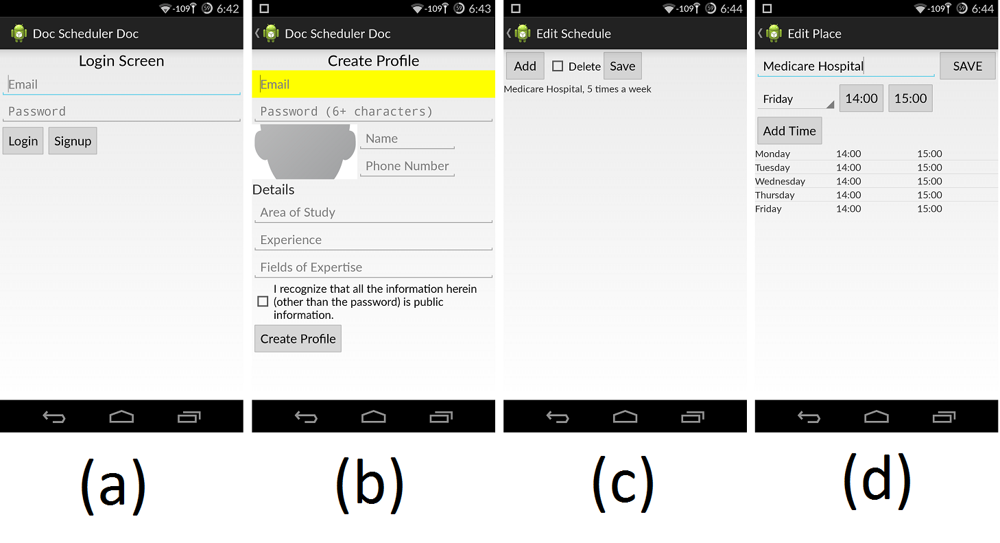 -109 59 6:42
Doc Scheduler Doc
Login Screen
Email
Password
Login Signup
-109 59 6:43
Doc Scheduler Doc
Create Profile
Email
Password (6+ characters)
Name
Phone Number
Details
Area of Study
Experience
Fields of Expertise
I recognize that all the information herein
(other than the password) is public
information.
Create Profile
-109 59 6:44
Edit Schedule
Add Delete Save
Medicare Hospital, 5 times a week
-109 59 6:44
Edit Place
Medicare Hospital SAVE
Friday 14:00 15:00
Add Time
Monday 14:00 15:00
Tuesday 14:00 15:00
Wednesday 14:00 15:00
Thursday 14:00 15:00
Friday 14:00 15:00
(a) (b) (c) (d)